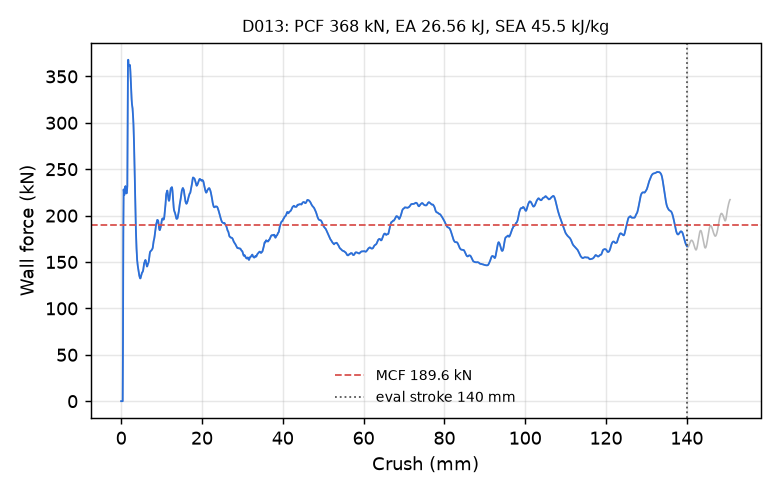 D013: PCF 368 kN, EA 26.56 kJ, SEA 45.5 kJ/kg
Wall force (kN)
350
300
250
200
150
100
50
0
MCF 189.6 kN
eval stroke 140 mm
0 20 40 60 80 100 120 140
Crush (mm)